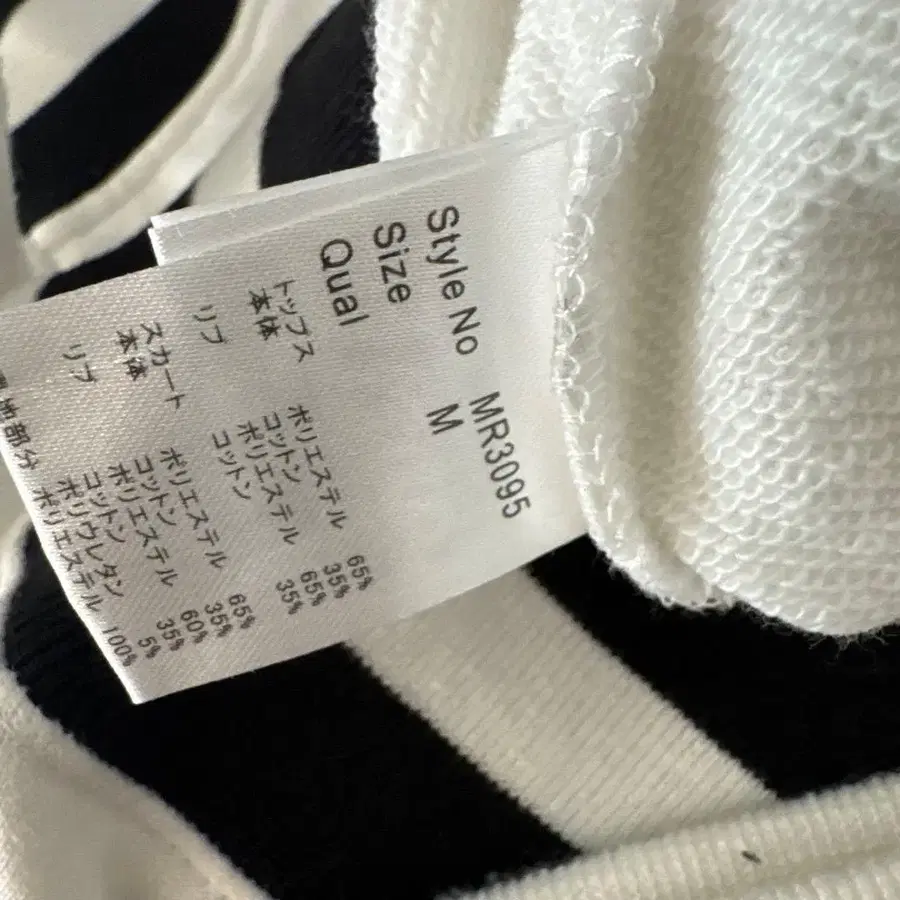 Style No MR3095
Size M
Qual
トップス
本体 ポリエステル 65%
コットン 35%
リブ ポリエステル 65%
コットン 35%
スカート
本体 ポリエステル 65%
コットン 35%
リブ ポリエステル 60%
コットン 35%
ポリウレタン 5%
地部分 ポリエステル 100%